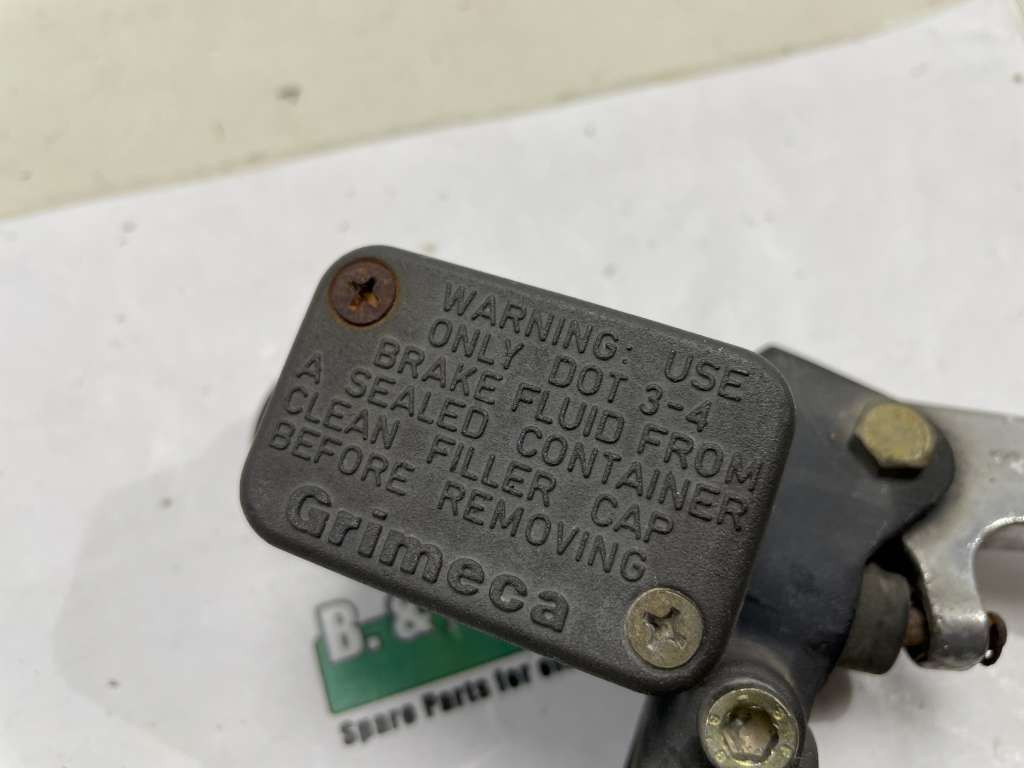 WARNING: USE
ONLY DOT 3-4
BRAKE FLUID FROM
A SEALED CONTAINER
CLEAN FILLER CAP
BEFORE REMOVING
Grimeca
B. &
Spare Parts for